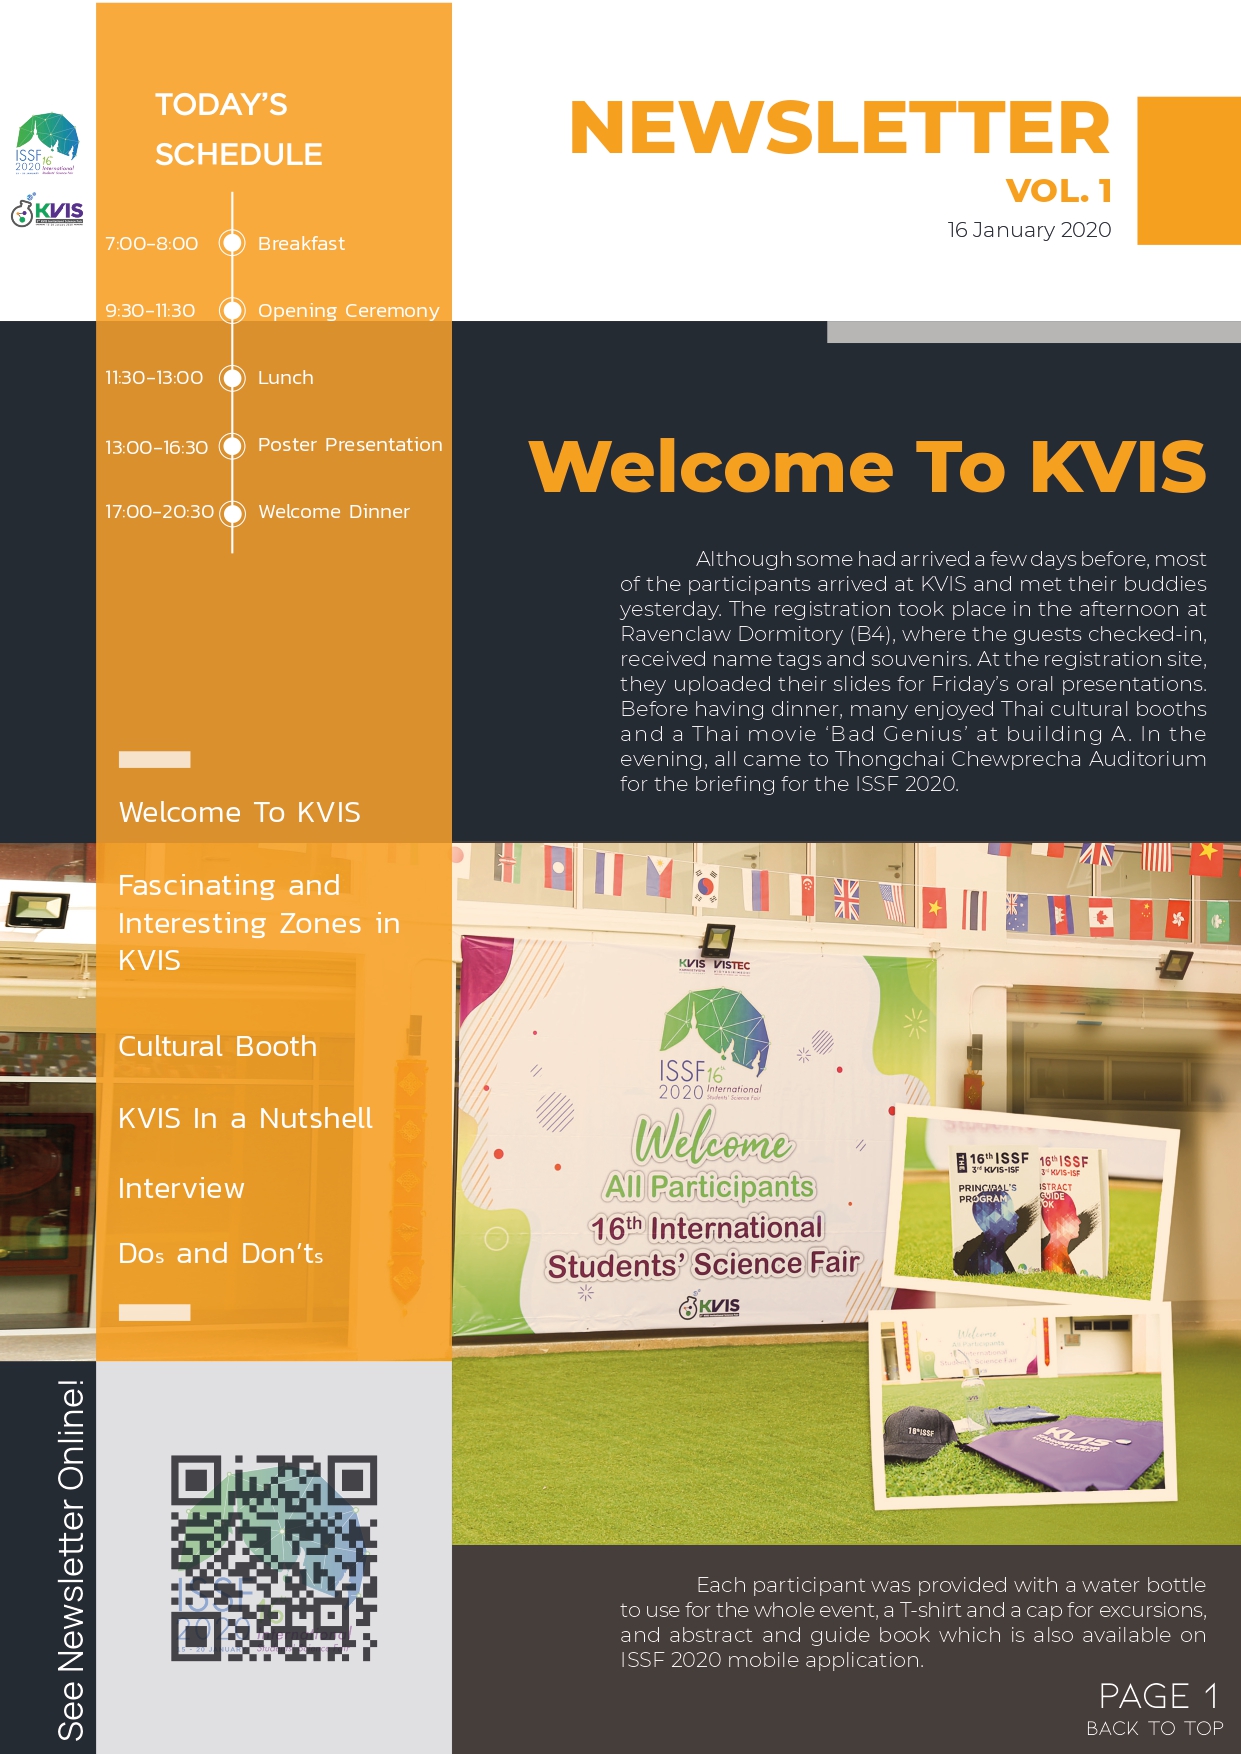 ISSF 16th
2020 International
Students' Science Fair
KVIS
TODAY'S
SCHEDULE
7:00-8:00 Breakfast
9:30-11:30 Opening Ceremony
11:30-13:00 Lunch
13:00-16:30 Poster Presentation
17:00-20:30 Welcome Dinner
NEWSLETTER
VOL. 1
16 January 2020
Welcome To KVIS
Although some had arrived a few days before, most
of the participants arrived at KVIS and met their buddies
yesterday. The registration took place in the afternoon at
Ravenclaw Dormitory (B4), where the guests checked-in,
received name tags and souvenirs. At the registration site,
they uploaded their slides for Friday's oral presentations.
Before having dinner, many enjoyed Thai cultural booths
and a Thai movie 'Bad Genius' at building A. In the
evening, all came to Thongchai Chewprecha Auditorium
for the briefing for the ISSF 2020.
Welcome To KVIS
Fascinating and
Interesting Zones in
KVIS
Cultural Booth
KVIS In a Nutshell
Interview
Dos and Don'ts
KVIS VISTEC
ISSF 16th
2020 International
Students' Science Fair
Welcome
All Participants
16th International
Students' Science Fair
KVIS
THE 16th ISSF
3rd KVIS-ISF
PRINCIPAL'S
PROGRAM
16th ISSF
3rd KVIS-ISF
Welcome
All Participants
16th ISSF
KVIS
See Newsletter Online!
ISSF
2020
Each participant was provided with a water bottle
to use for the whole event, a T-shirt and a cap for excursions,
and abstract and guide book which is also available on
ISSF 2020 mobile application.
PAGE 1
BACK TO TOP